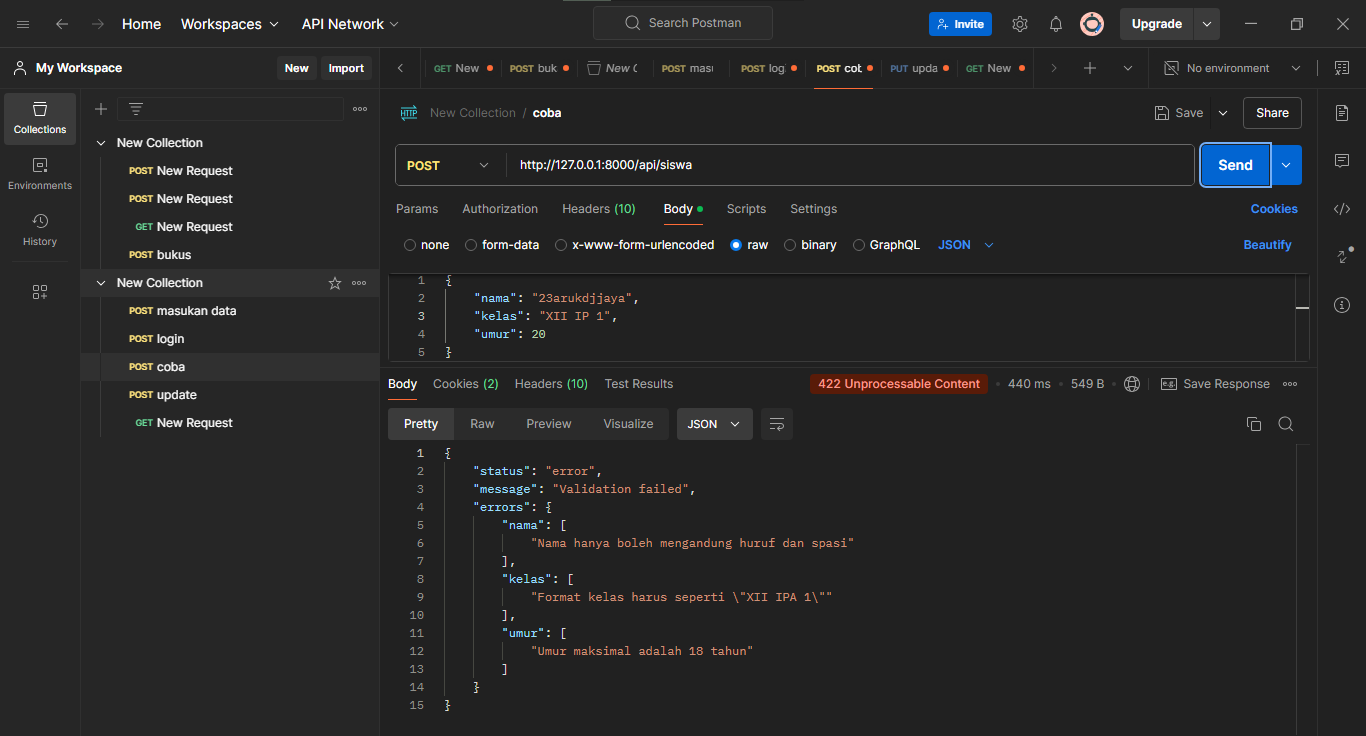 Home Workspaces API Network Search Postman Invite Upgrade
My Workspace New Import
GET New POST buk New C POST mas POST log POST cob PUT upda GET New No environment
Collections
Environments
History
New Collection
POST New Request
POST New Request
GET New Request
POST bukus
New Collection
POST masukan data
POST login
POST coba
POST update
GET New Request
HTTP New Collection / coba Save Share
POST http://127.0.0.1:8000/api/siswa Send
Params Authorization Headers (10) Body Scripts Settings Cookies
none form-data x-www-form-urlencoded raw binary GraphQL JSON Beautify
1 {
2 "nama": "23arukdjjaya",
3 "kelas": "XII IP 1",
4 "umur": 20
5 }
Body Cookies (2) Headers (10) Test Results 422 Unprocessable Content 440 ms 549 B e.g. Save Response
Pretty Raw Preview Visualize JSON
1 {
2 "status": "error",
3 "message": "Validation failed",
4 "errors": {
5 "nama": [
6 "Nama hanya boleh mengandung huruf dan spasi"
7 ],
8 "kelas": [
9 "Format kelas harus seperti \"XII IPA 1\""
10 ],
11 "umur": [
12 "Umur maksimal adalah 18 tahun"
13 ]
14 }
15 }